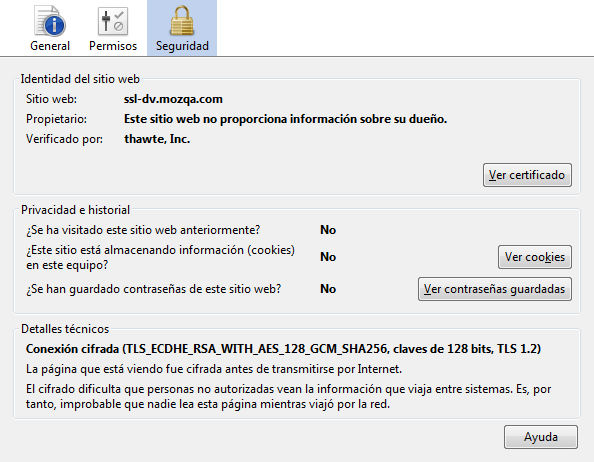 General Permisos Seguridad
Identidad del sitio web
Sitio web: ssl-dv.mozqa.com
Propietario: Este sitio web no proporciona información sobre su dueño.
Verificado por: thawte, Inc.
Ver certificado
Privacidad e historial
¿Se ha visitado este sitio web anteriormente? No
¿Este sitio está almacenando información (cookies)
en este equipo? No Ver cookies
¿Se han guardado contraseñas de este sitio web? No Ver contraseñas guardadas
Detalles técnicos
Conexión cifrada (TLS_ECDHE_RSA_WITH_AES_128_GCM_SHA256, claves de 128 bits, TLS 1.2)
La página que está viendo fue cifrada antes de transmitirse por Internet.
El cifrado dificulta que personas no autorizadas vean la información que viaja entre sistemas. Es, por
tanto, improbable que nadie lea esta página mientras viajó por la red.
Ayuda